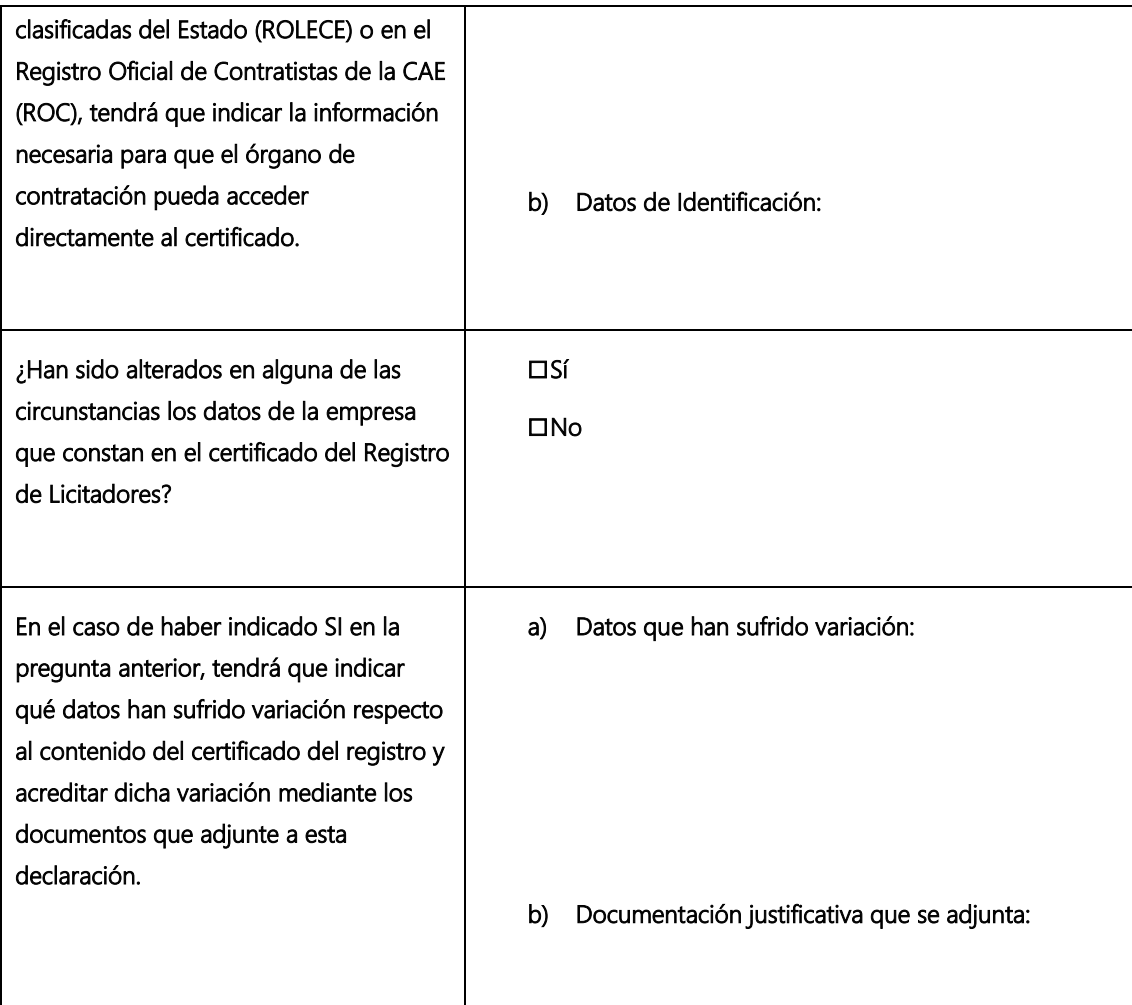 clasificadas del Estado (ROLECE) o en el
Registro Oficial de Contratistas de la CAE
(ROC), tendrá que indicar la información
necesaria para que el órgano de
contratación pueda acceder
directamente al certificado.
b) Datos de Identificación:
¿Han sido alterados en alguna de las
circunstancias los datos de la empresa
que constan en el certificado del Registro
de Licitadores?
☐Sí
☐No
En el caso de haber indicado SI en la
pregunta anterior, tendrá que indicar
qué datos han sufrido variación respecto
al contenido del certificado del registro y
acreditar dicha variación mediante los
documentos que adjunte a esta
declaración.
a) Datos que han sufrido variación:
b) Documentación justificativa que se adjunta: